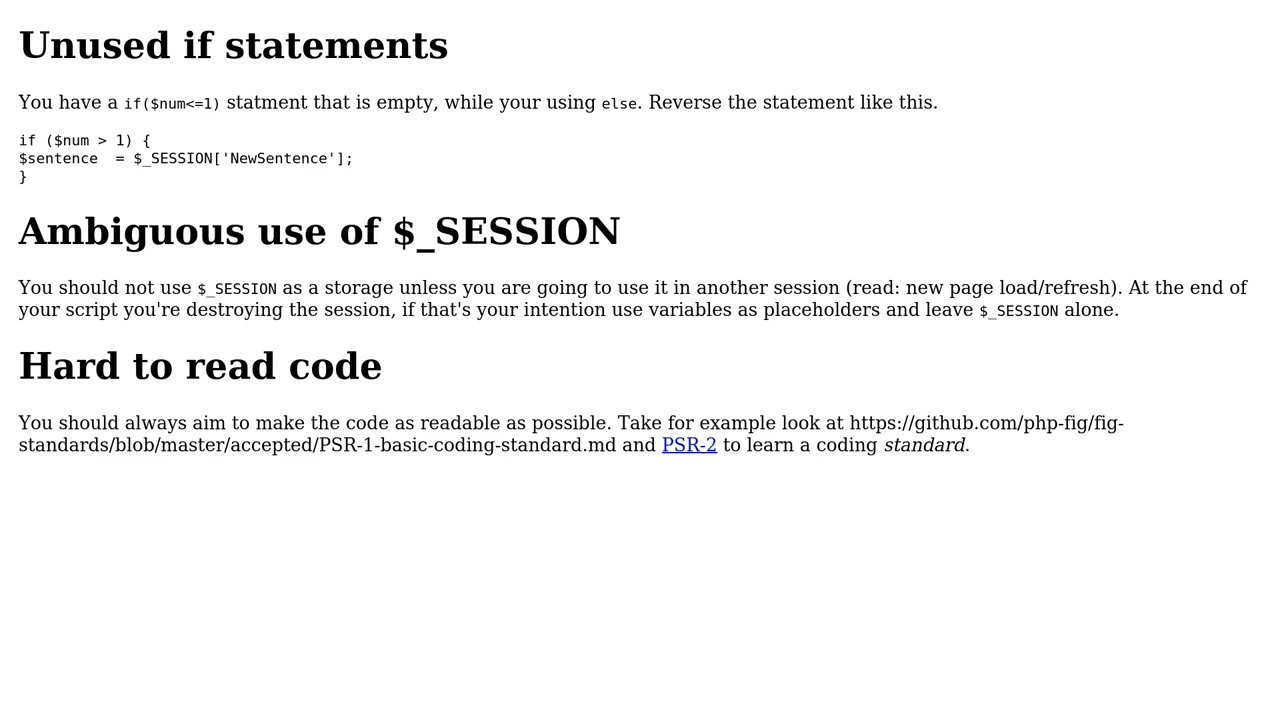 Unused if statements
You have a if($num<=1) statment that is empty, while your using else. Reverse the statement like this.
if ($num > 1) {
$sentence  = $_SESSION['NewSentence'];
}
Ambiguous use of $_SESSION
You should not use $_SESSION as a storage unless you are going to use it in another session (read: new page load/refresh). At the end of
your script you're destroying the session, if that's your intention use variables as placeholders and leave $_SESSION alone.
Hard to read code
You should always aim to make the code as readable as possible. Take for example look at https://github.com/php-fig/fig-
standards/blob/master/accepted/PSR-1-basic-coding-standard.md and PSR-2 to learn a coding standard.